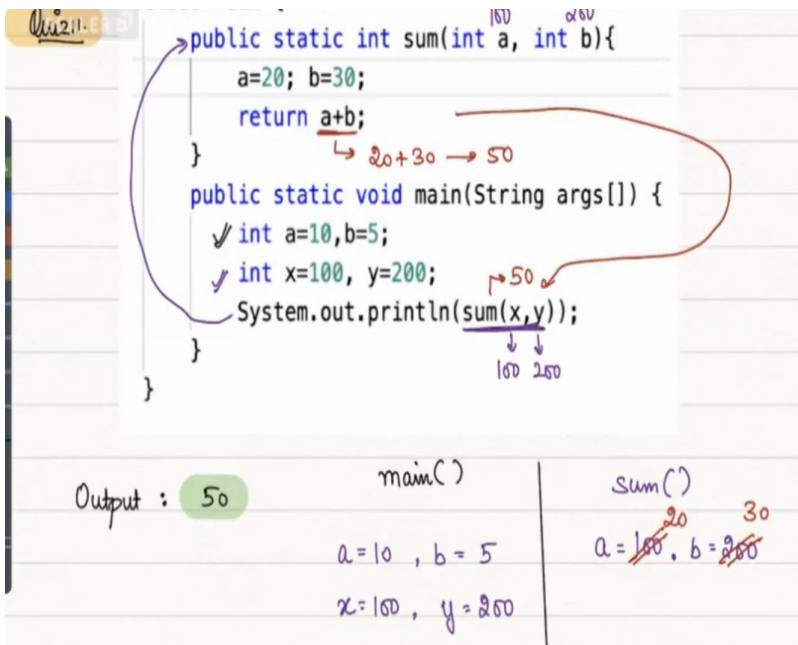 Quiz11.
100 200
public static int sum(int a, int b){
a=20; b=30;
return a+b;
} ↳ 20+30 → 50
public static void main(String args[]) {
int a=10,b=5;
int x=100, y=200; → 50
System.out.println(sum(x,y));
} 100 200
}
Output : 50 main() sum()
20 30
a = 10 , b = 5 a = 100 , b = 200
x = 100 , y = 200